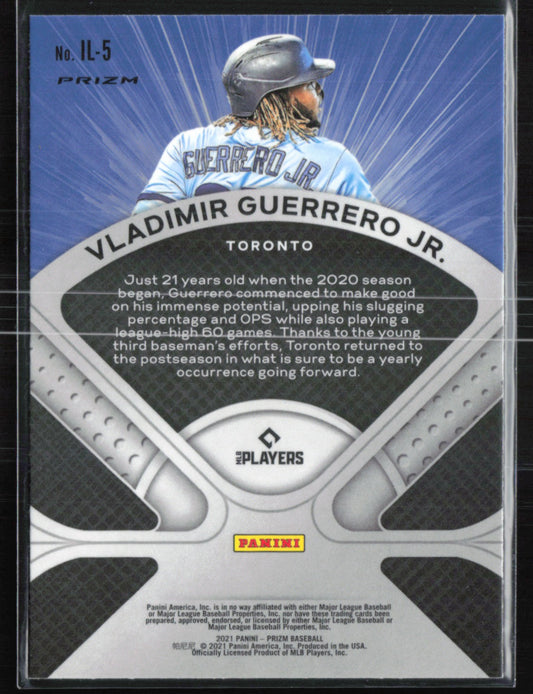 No. IL-5
PRIZM
GUERRERO JR.
VLADIMIR GUERRERO JR.
TORONTO
Just 21 years old when the 2020 season
began, Guerrero commenced to make good
on his immense potential, upping his slugging
percentage and OPS while also playing a
league-high 60 games. Thanks to the young
third baseman's efforts, Toronto returned to
the postseason in what is sure to be a yearly
occurrence going forward.
MLB PLAYERS
PANINI
Panini America, Inc. is in no way affiliated with either Major League Baseball
or Major League Baseball Properties, Inc. nor have these trading cards been
prepared, approved, endorsed, or licensed by either Major League Baseball or
Major League Baseball Properties, Inc.
2021 PANINI – PRIZM BASEBALL
帕尼尼 © 2021 Panini America, Inc. Produced in the USA.
Officially Licensed Product of MLB Players, Inc.